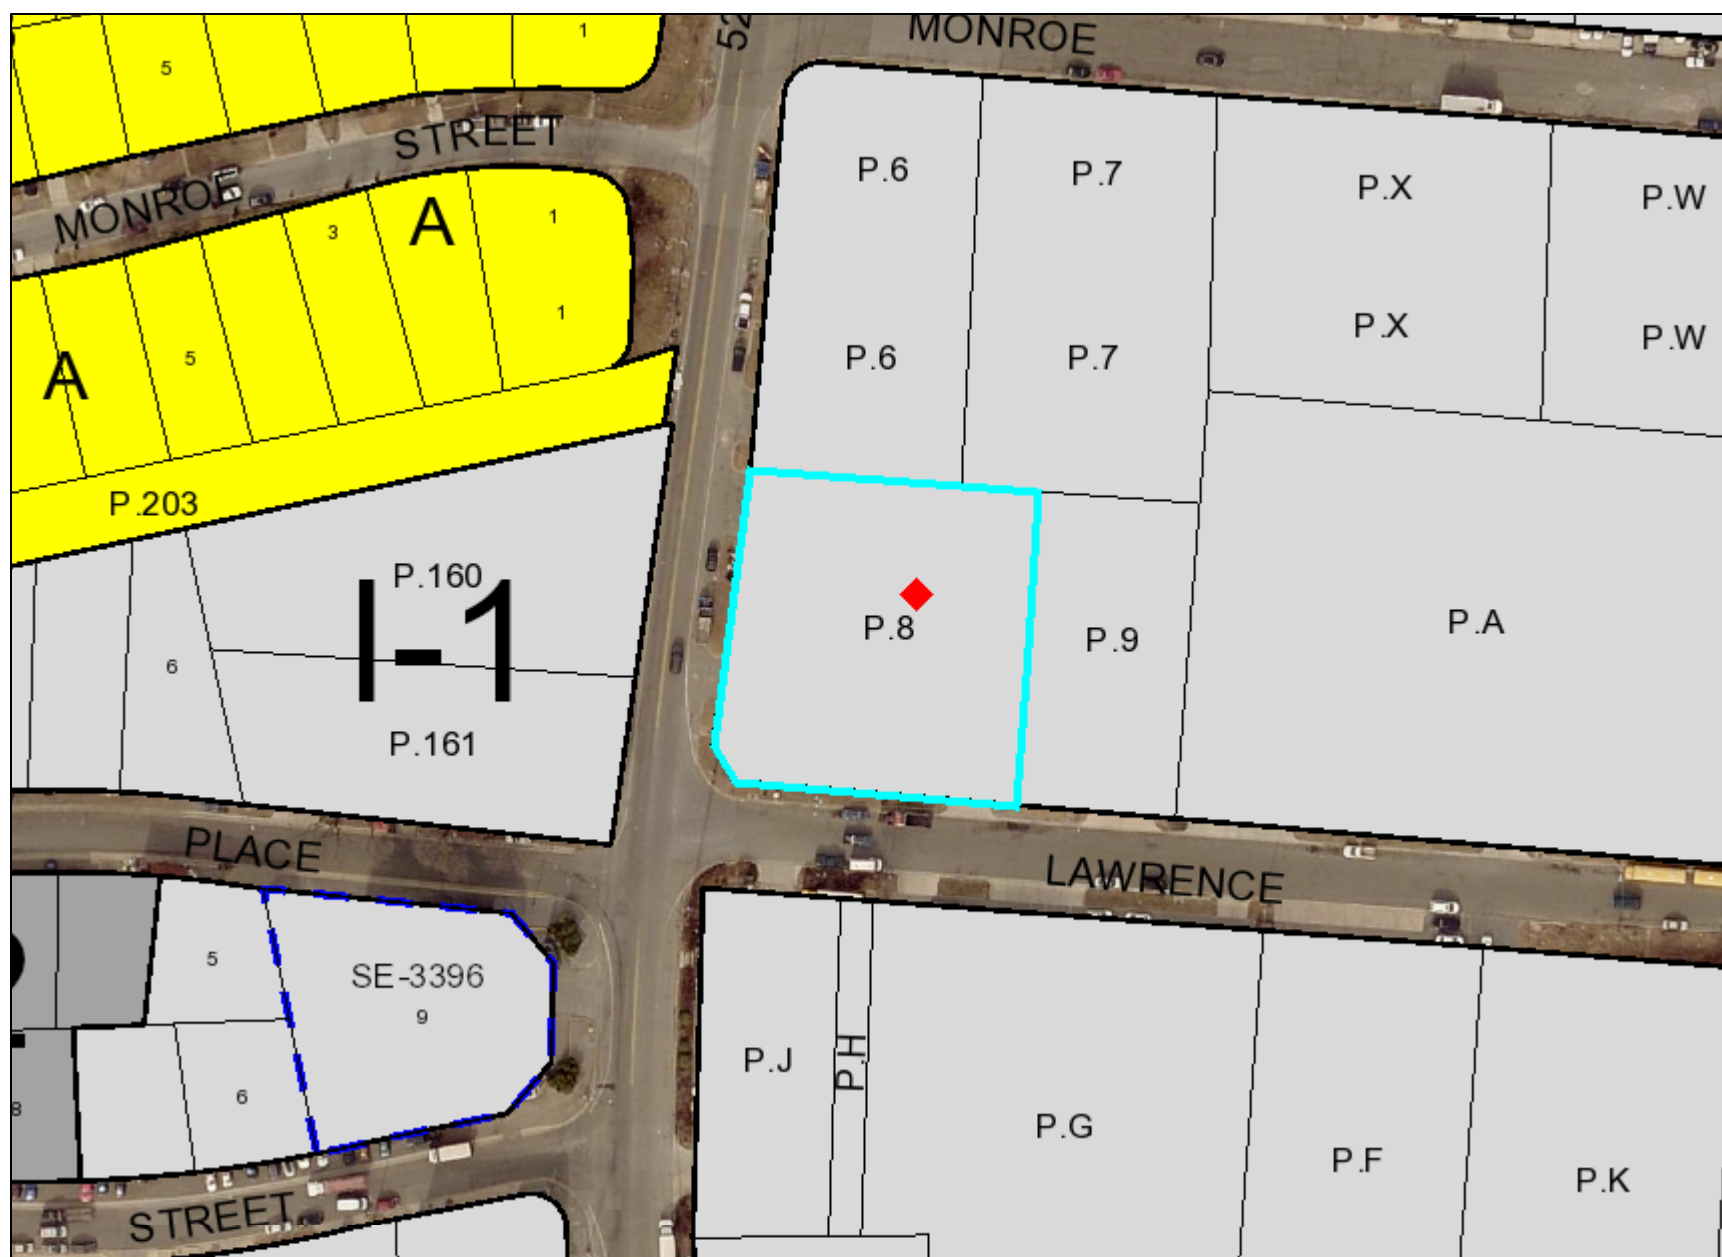 1
52
MONROE
5
STREET
MONROE
P.6
P.7
P.X
P.W
3
A
1
1
P.X
P.W
A
5
P.6
P.7
P.203
P.160
I-1
P.8
P.9
P.A
6
P.161
PLACE
LAWRENCE
5
SE-3396
9
P.J
P.H
6
8
P.G
P.F
P.K
STREET